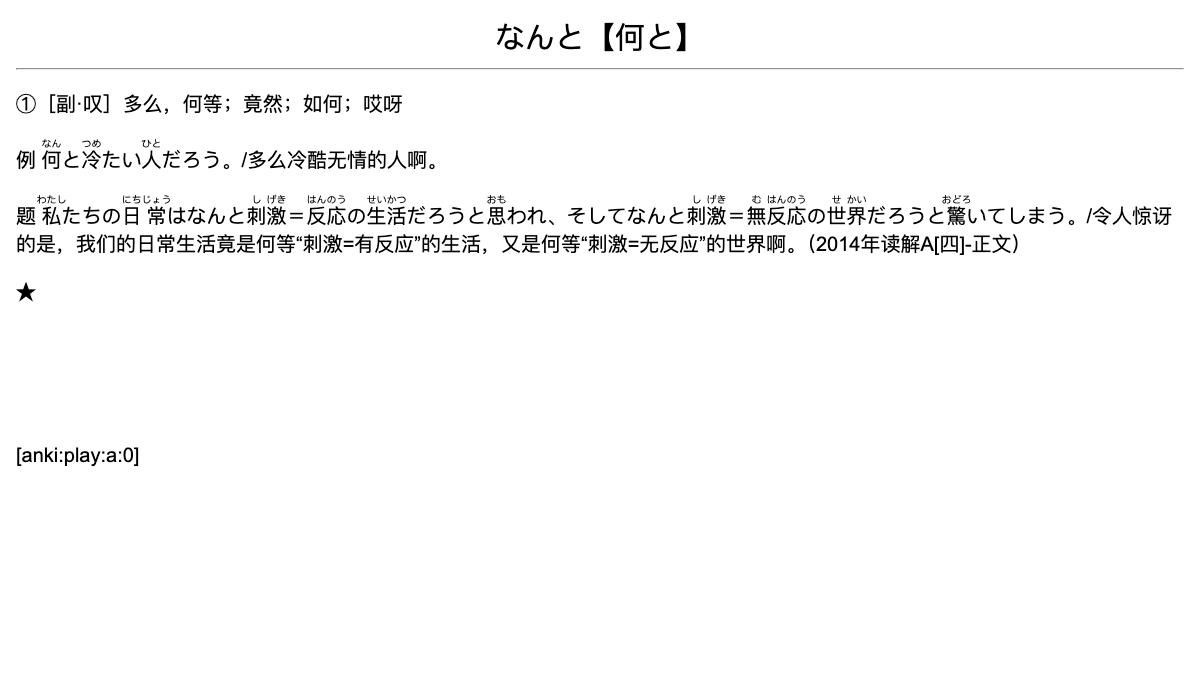 なんと【何と】
①［副·叹］多么，何等；竟然；如何；哎呀
なん つめ ひと
例 何と冷たい人だろう。/多么冷酷无情的人啊。
わたし にちじょう し げき はんのう せいかつ おも し げき む はんのう せ かい おどろ
题 私たちの日常はなんと刺激＝反応の生活だろうと思われ、そしてなんと刺激＝無反応の世界だろうと驚いてしまう。/令人惊讶
的是，我们的日常生活竟是何等“刺激=有反应”的生活，又是何等“刺激=无反应”的世界啊。（2014年读解A[四]-正文）
★
[anki:play:a:0]